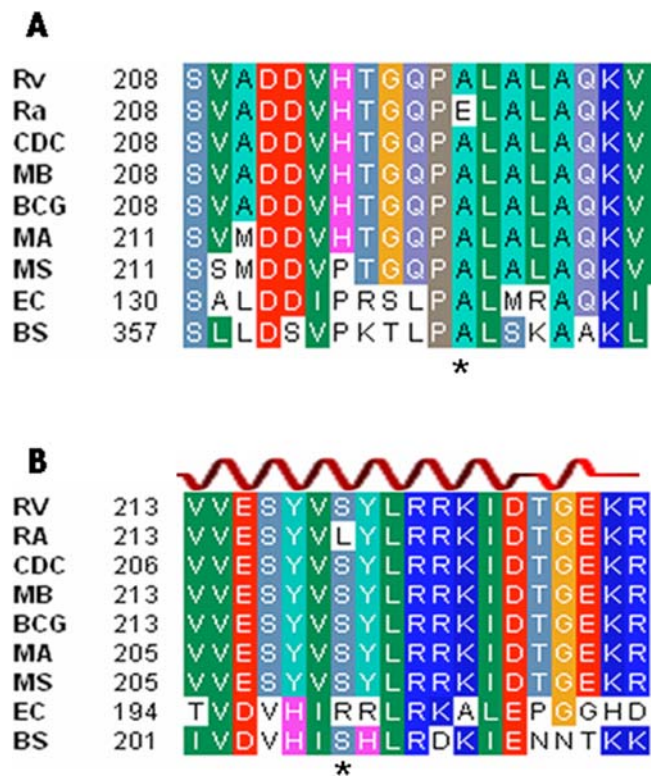 A
Rv 208 SVADDVHTGQPALALAQKV
Ra 208 SVADDVHTGQPELALAQKV
CDC 208 SVADDVHTGQPALALAQKV
MB 208 SVADDVHTGQPALALAQKV
BCG 208 SVADDVHTGQPALALAQKV
MA 211 SVMDDVHTGQPALALAQKV
MS 211 SSMDDVPTGQPALALAQKV
EC 130 SALDDIPRSLPALMRAQKI
BS 357 SLLDSVPKTLPALSKAAKL
*
B
RV 213 VVESYVSYLRRKIDTGEKR
RA 213 VVESYVLYLRRKIDTGEKR
CDC 206 VVESYVSYLRRKIDTGEKR
MB 213 VVESYVSYLRRKIDTGEKR
BCG 213 VVESYVSYLRRKIDTGEKR
MA 205 VVESYVSYLRRKIDTGEKR
MS 205 VVESYVSYLRRKIDTGEKR
EC 194 TVDVHIRRLRKALEPGGHD
BS 201 IVDVHISHLRDKIENNTKK
*